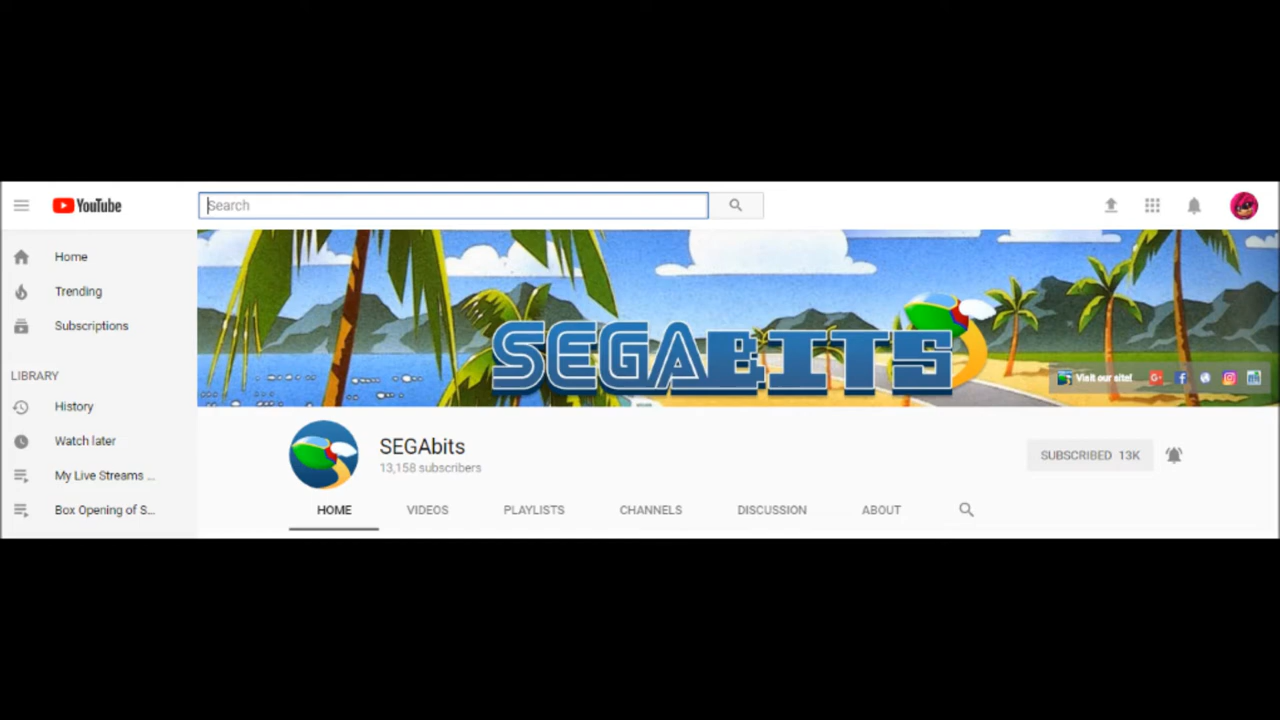 YouTube
Search
Home
Trending
Subscriptions
LIBRARY
History
Watch later
My Live Streams ...
Box Opening of S...
SEGABITS
Visit our site!
SEGAbits
13,158 subscribers
SUBSCRIBED 13K
HOME VIDEOS PLAYLISTS CHANNELS DISCUSSION ABOUT